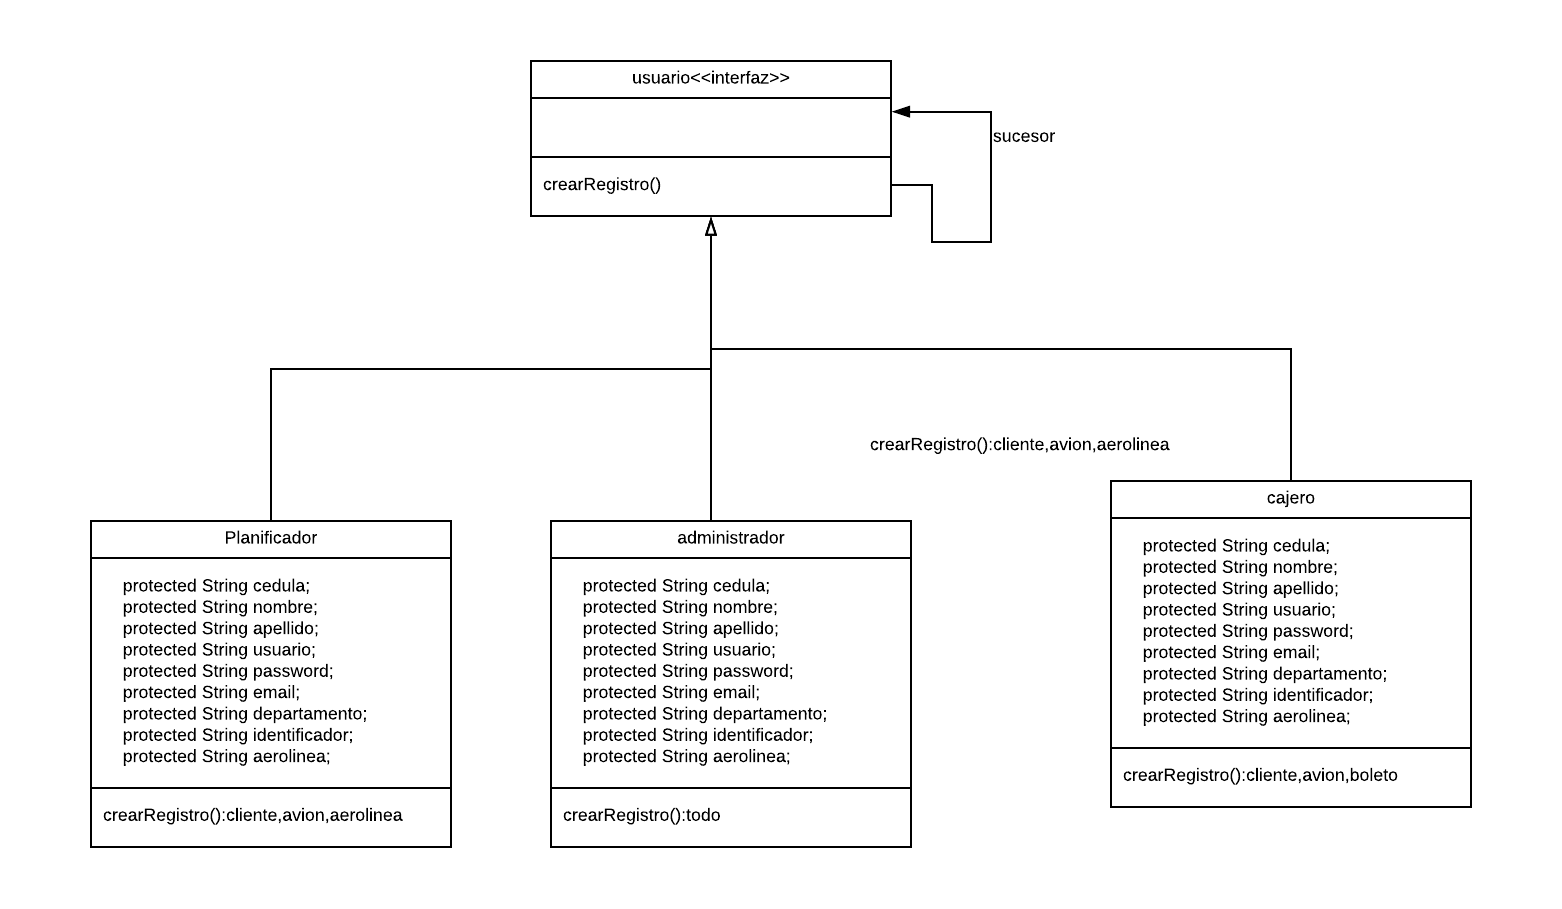 usuario<<interfaz>>
sucesor
crearRegistro()
crearRegistro():cliente,avion,aerolinea
Planificador
protected String cedula;
protected String nombre;
protected String apellido;
protected String usuario;
protected String password;
protected String email;
protected String departamento;
protected String identificador;
protected String aerolinea;
crearRegistro():cliente,avion,aerolinea
administrador
protected String cedula;
protected String nombre;
protected String apellido;
protected String usuario;
protected String password;
protected String email;
protected String departamento;
protected String identificador;
protected String aerolinea;
crearRegistro():todo
cajero
protected String cedula;
protected String nombre;
protected String apellido;
protected String usuario;
protected String password;
protected String email;
protected String departamento;
protected String identificador;
protected String aerolinea;
crearRegistro():cliente,avion,boleto